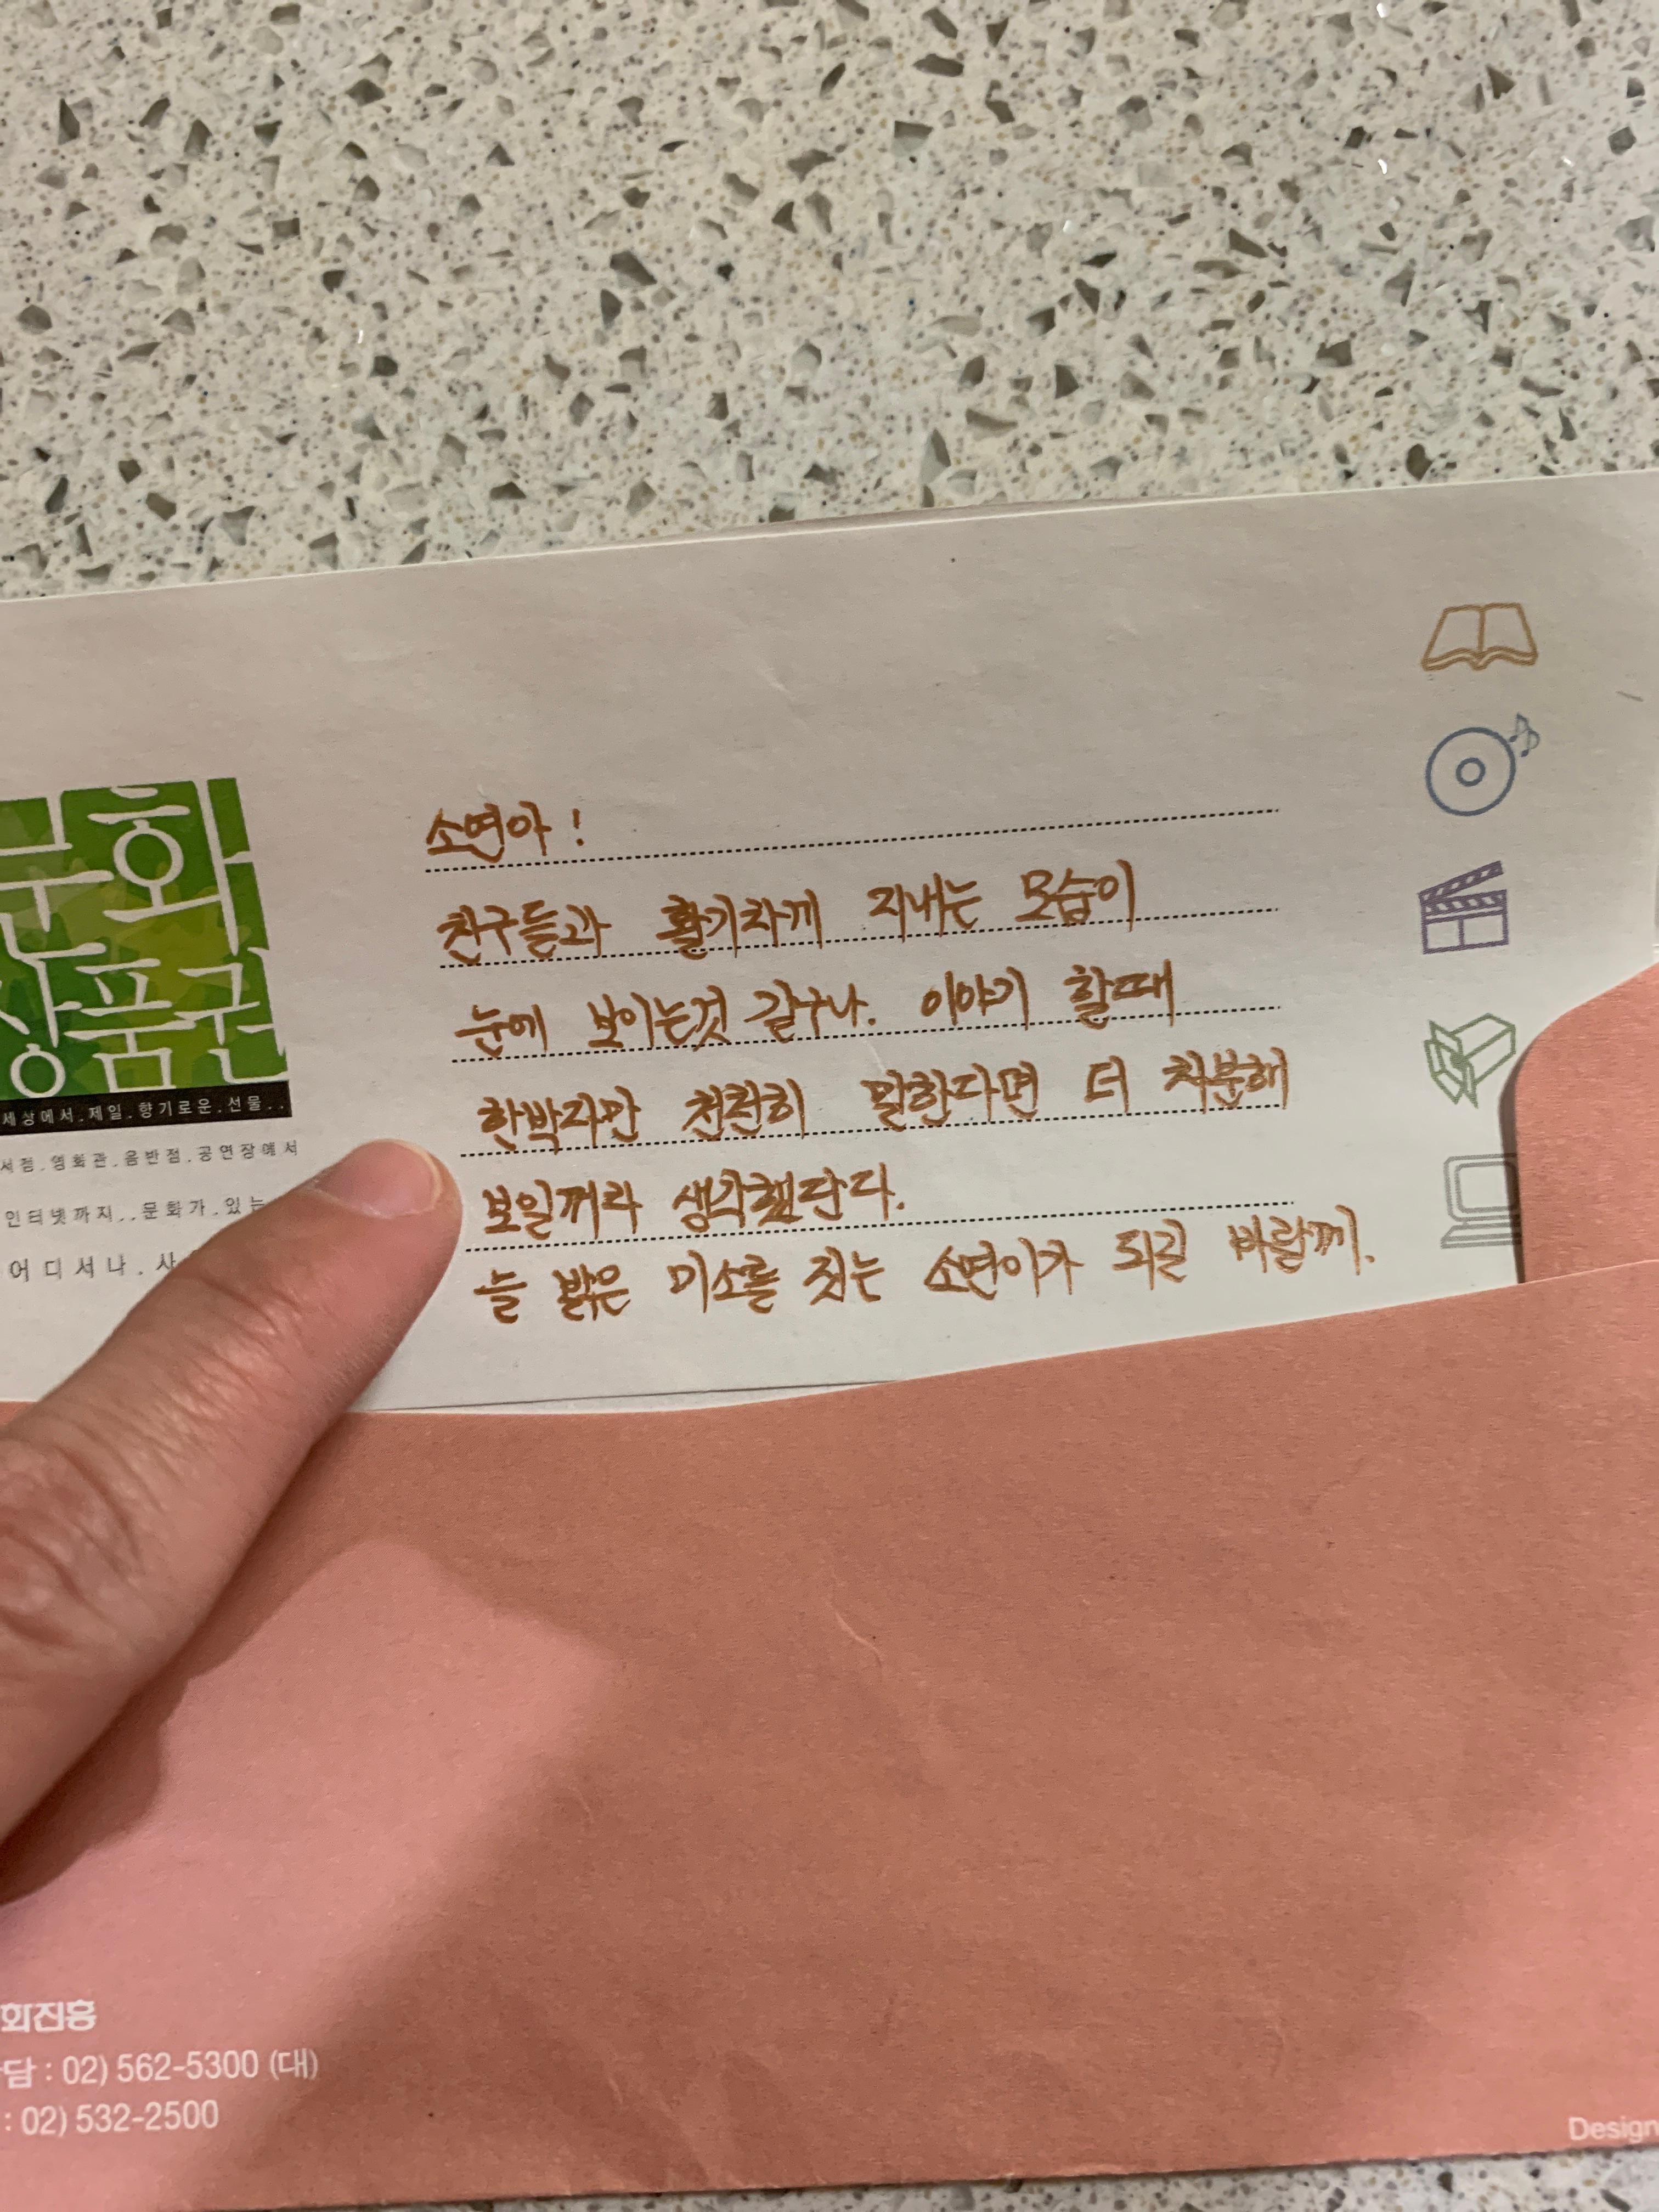 문화
상품권
세상에서.제일.향기로운.선물..
서점.영화관.음반점.공연장에서
인터넷까지..문화가.있는
어디서나.
소연아!
친구들과 활기차게 지내는 모습이
눈에 보이는것 같구나. 이야기 할때
한박자만 천천히 말한다면 더 차분해
보일꺼라 생각했단다.
늘 밝은 미소를 짓는 소연이가 되길 바랄께.
화진흥
담 : 02) 562-5300 (대)
: 02) 532-2500
Design